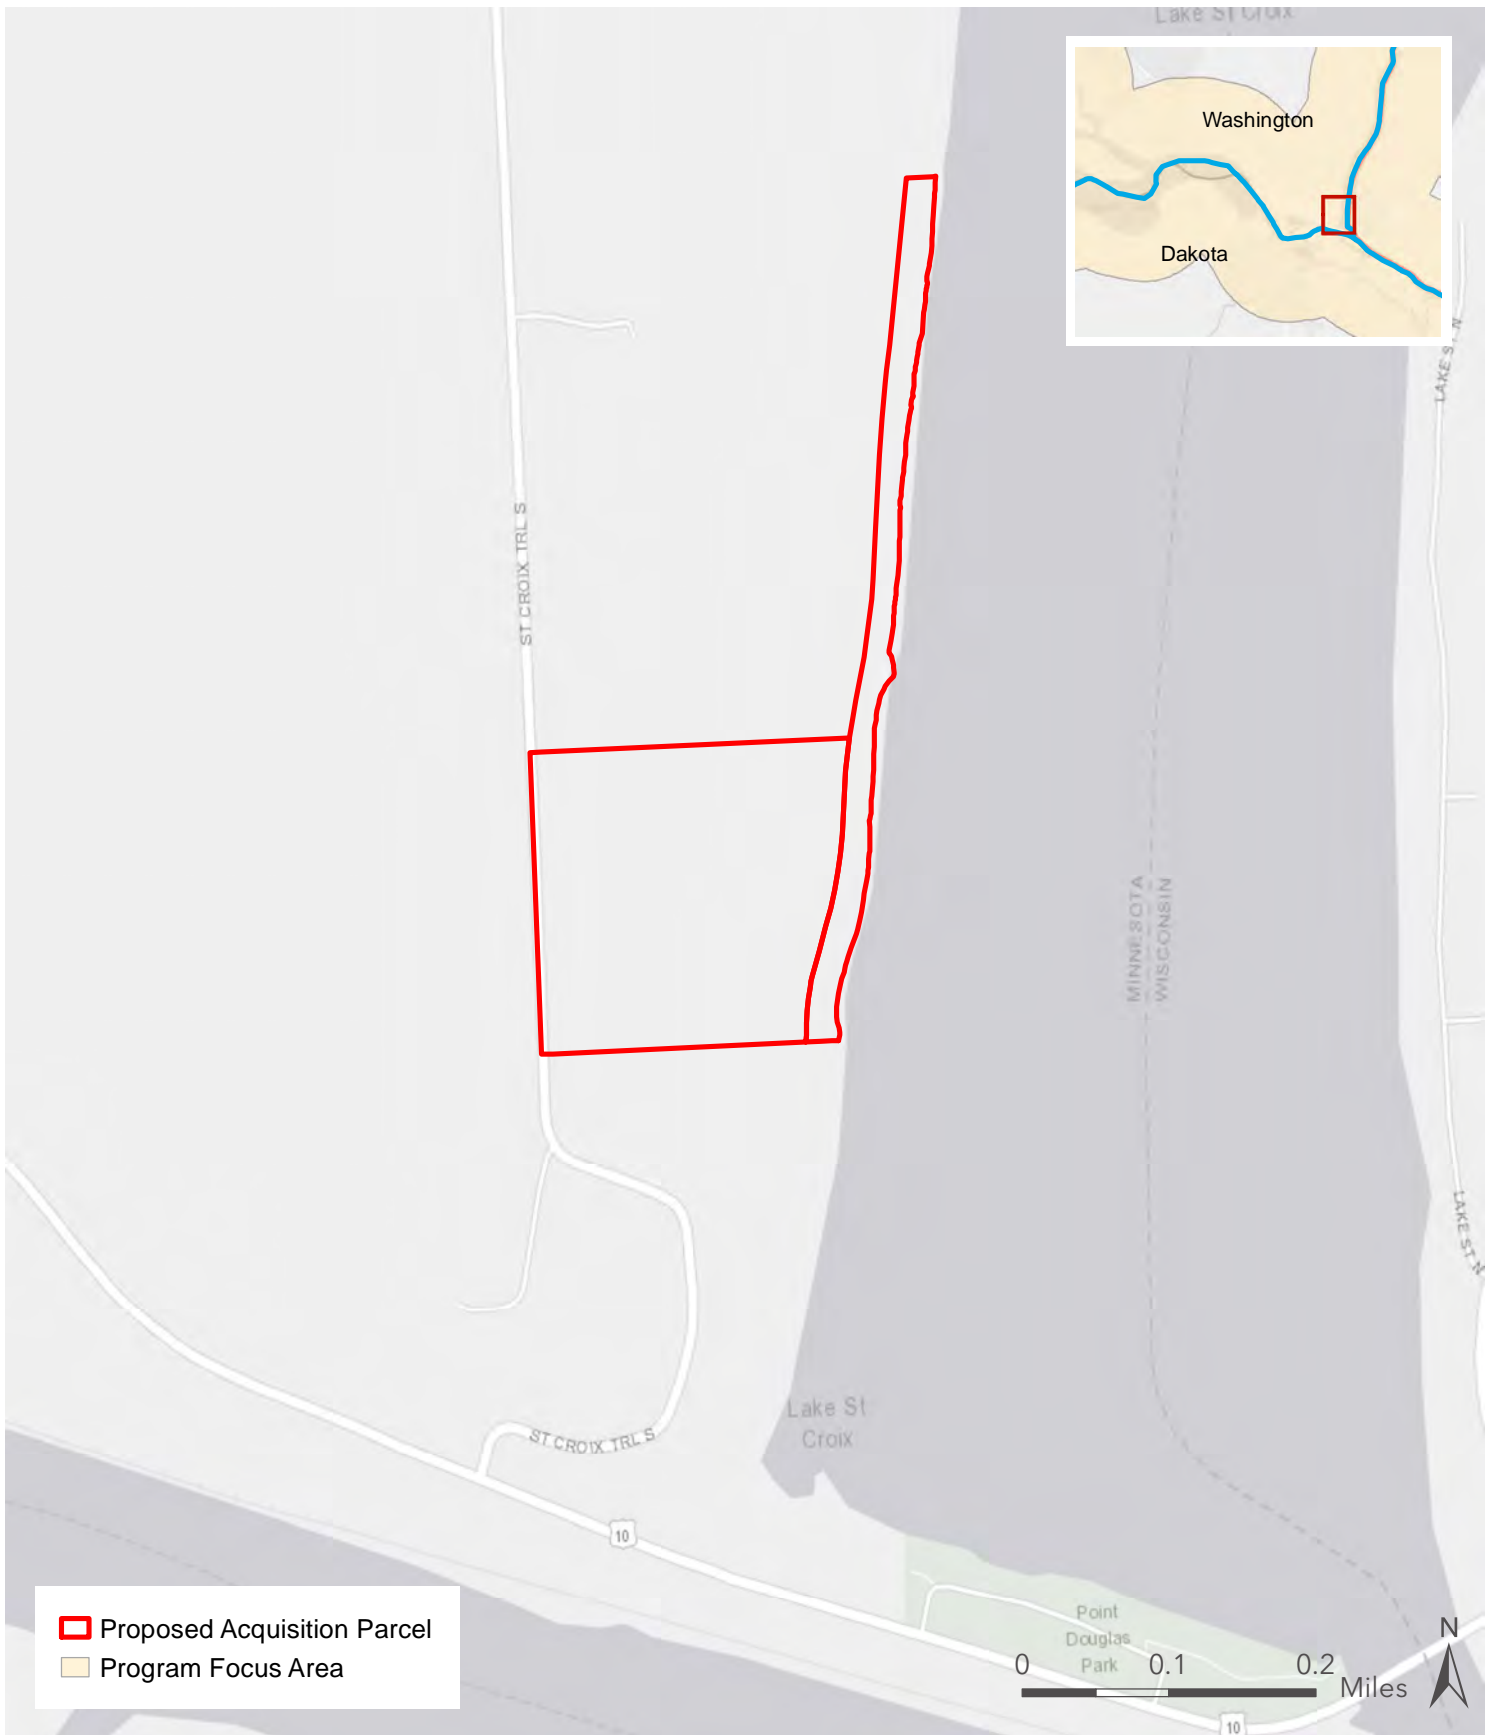 Lake St Croix
Washington
Dakota
LAKE ST N
ST CROIX TRL S
MINNESOTA
WISCONSIN
LAKE ST N
Lake St
Croix
ST CROIX TRL S
10
Point
Douglas
Park
Proposed Acquisition Parcel
Program Focus Area
0 0.1 0.2
Miles
N
10